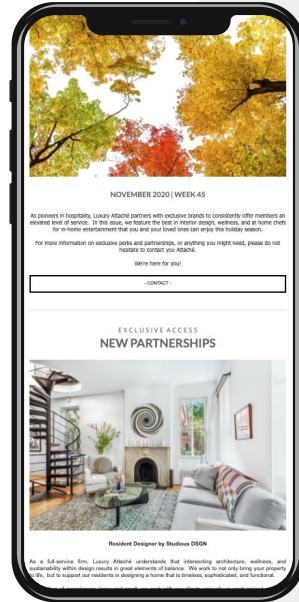 NOVEMBER 2020 | WEEK 45
As pioneers in hospitality, Luxury Attaché partners with exclusive brands to consistently offer members an
elevated level of service. In this issue, we feature the best in interior design, wellness, and at home chefs
for in-home entertainment that you and your loved ones can enjoy this holiday season.
For more information on exclusive perks and partnerships, or anything you might need, please do not
hesitate to contact you Attaché.
We're here for you!
- CONTACT -
EXCLUSIVE ACCESS
NEW PARTNERSHIPS
Resident Designer by Studious DSGN
As a full-service firm, Luxury Attaché understands that intersecting architecture, wellness, and
sustainability within design results in great elements of balance. We work to not only bring your property
to life, but to support our residents in designing a home that is timeless, sophisticated, and functional.